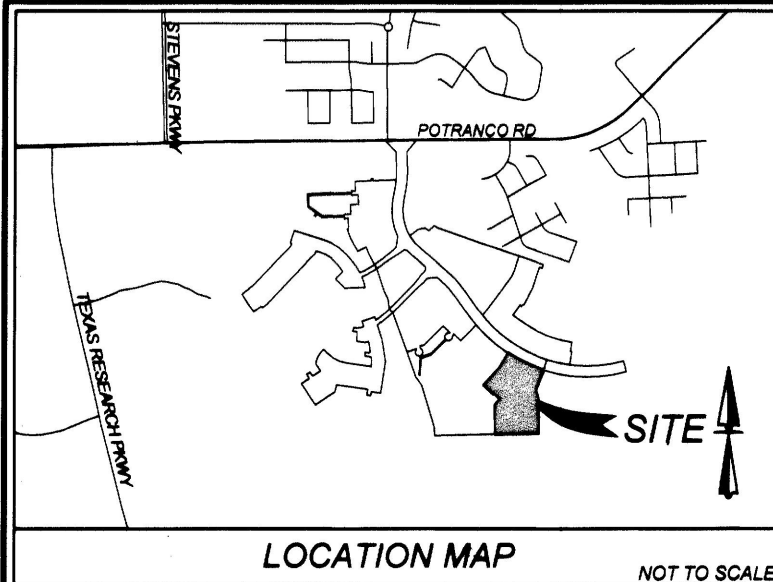 STEVENS PKWY
POTRANCO RD
TEXAS RESEARCH PKWY
SITE
LOCATION MAP
NOT TO SCALE